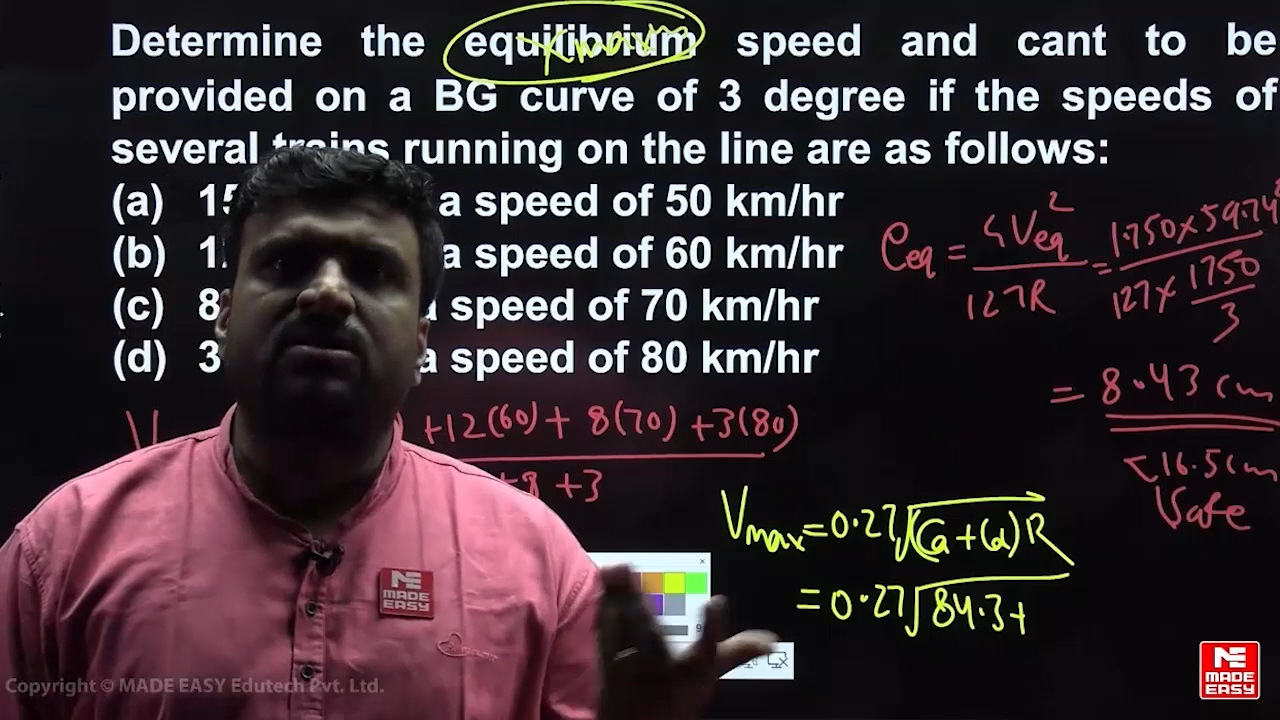 Determine the equilibrium speed and cant to be
provided on a BG curve of 3 degree if the speeds of
several trains running on the line are as follows:
(a) 15 a speed of 50 km/hr
(b) 1 a speed of 60 km/hr
(c) 8 a speed of 70 km/hr
(d) 3 a speed of 80 km/hr
e_eq = GV_eq² / 127R = 1.750×59.74² / 127× 1750/3
= 8.43 cm
<16.5 cm
V safe
V +12(60)+ 8(70)+3(80)
+8 +3
Vmax=0.27√(Ca+Cd)R
=0.27√84.3+
MADE EASY
Copyright © MADE EASY Edutech Pvt. Ltd.
MADE EASY